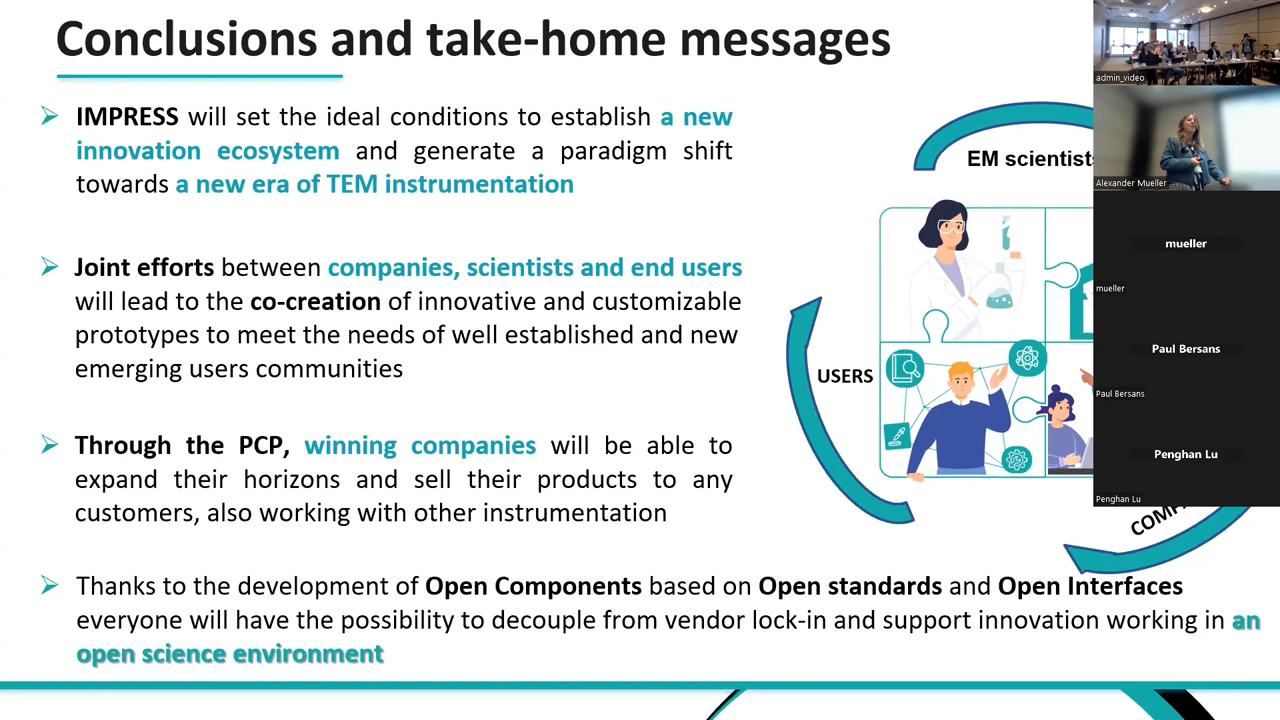 Conclusions and take-home messages
IMPRESS will set the ideal conditions to establish a new
innovation ecosystem and generate a paradigm shift
towards a new era of TEM instrumentation
Joint efforts between companies, scientists and end users
will lead to the co-creation of innovative and customizable
prototypes to meet the needs of well established and new
emerging users communities
Through the PCP, winning companies will be able to
expand their horizons and sell their products to any
customers, also working with other instrumentation
Thanks to the development of Open Components based on Open standards and Open Interfaces
everyone will have the possibility to decouple from vendor lock-in and support innovation working in an
open science environment
EM scientists
USERS
admin_video
Alexander Mueller
mueller
mueller
Paul Bersans
Paul Bersans
Penghan Lu
Penghan Lu